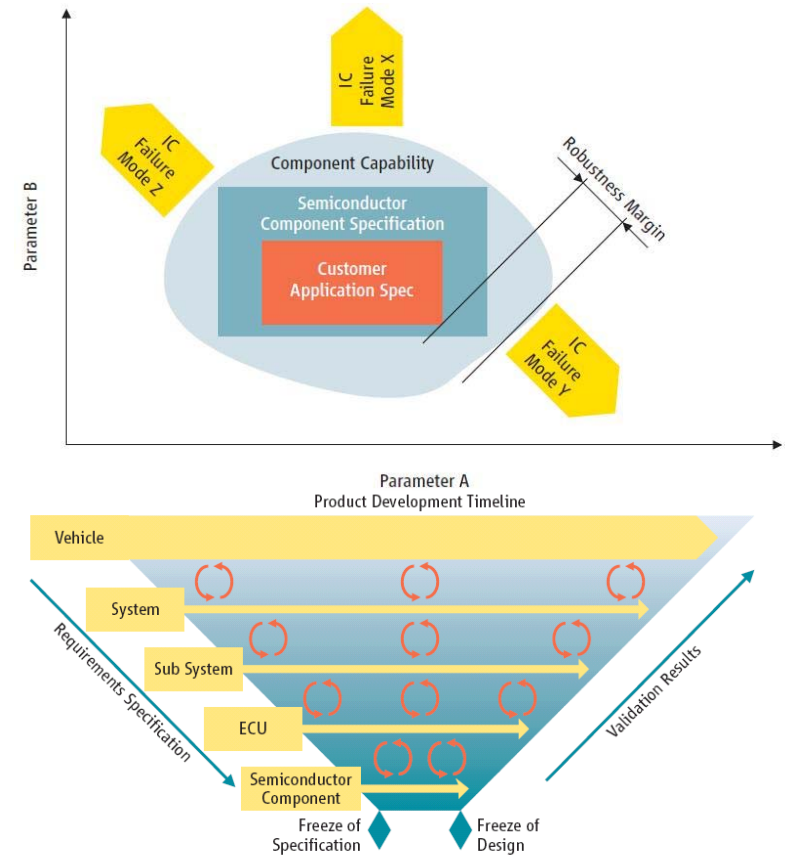 IC
Failure
Mode X
IC
Failure
Mode Z
Component Capability
Robustness Margin
Semiconductor
Component Specification
Customer
Application Spec
Parameter B
IC
Failure
Mode Y
Parameter A
Product Development Timeline
Vehicle
System
Sub System
ECU
Semiconductor
Component
Requirements Specification
Validation Results
Freeze of
Specification
Freeze of
Design